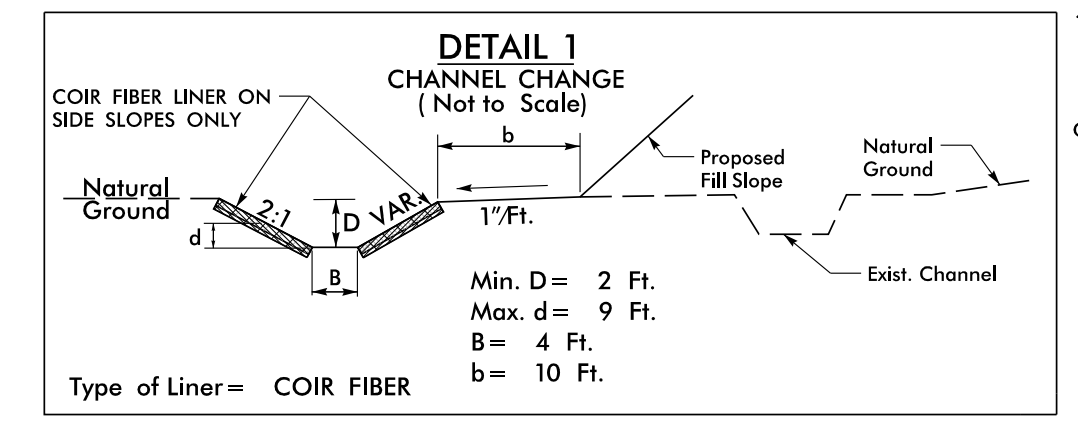 DETAIL 1
CHANNEL CHANGE
( Not to Scale)
COIR FIBER LINER ON
SIDE SLOPES ONLY
b
Natural
Ground
Proposed
Fill Slope
Natural
Ground
2:1
D
VAR.
1"/Ft.
d
B
Exist. Channel
Min. D= 2 Ft.
Max. d= 9 Ft.
B= 4 Ft.
b= 10 Ft.
Type of Liner= COIR FIBER